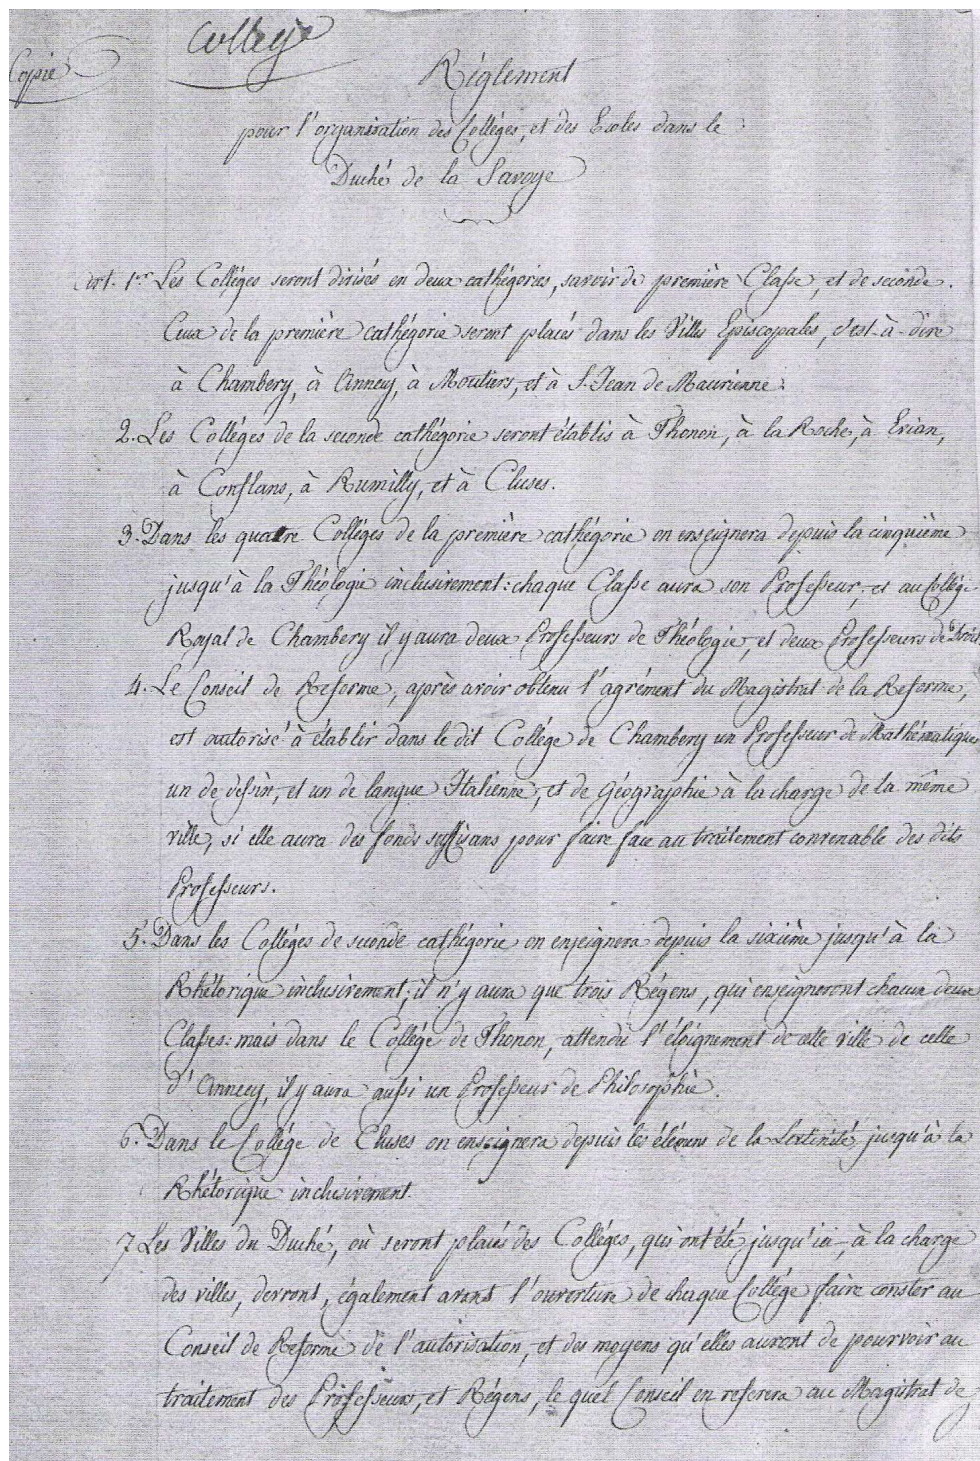 College
Copie
Réglement
pour l'organisation des Colléges, et des Ecoles dans le
Duché de la Savoye
Art. 1.er Les Colléges seront divisés en deux cathégories, savoir de première Classe, et de seconde.
Ceux de la première cathégorie seront placés dans les Villes Episcopales, c'est-à-dire
à Chambery, à Annecy, à Moutiers, et à S. Jean de Maurienne.
2. Les Colléges de la seconde cathégorie seront établis à Thonon, à la Roche, à Evian,
à Conflans, à Rumilly, et à Cluses.
3. Dans les quatre Colléges de la première cathégorie on enseignera depuis la cinquième
jusqu'à la Théologie inclusivement: chaque Classe aura son Professeur, et au Collége
Royal de Chambery il y aura deux Professeurs de Théologie, et deux Professeurs de Droit
4. Le Conseil de Reforme, après avoir obtenu l'agrément du Magistrat de la Reforme,
est autorisé à établir dans le dit Collége de Chambery un Professeur de Mathématique
un de dessin, et un de langue Italienne, et de Géographie à la charge de la même
ville, si elle aura des fonds suffisans pour faire face au traitement convenable des dits
Professeurs.
5. Dans les Colléges de seconde cathégorie on enseignera depuis la sixième jusqu'à la
Rhétorique inclusivement; il n'y aura que trois Régens, qui enseigneront chacun deux
Classes: mais dans le Collége de Thonon, attendu l'éloignement de cette ville de celle
d'Annecy, il y aura aussi un Professeur de Philosophie.
6. Dans le Collége de Cluses on enseignera depuis les élémens de la Latinité jusqu'à la
Rhétorique inclusivement.
7. Les Villes du Duché, où seront placés des Colléges, qui ont été jusqu'ici, à la charge
des villes, devront, également avant l'ouverture de chaque Collége faire conster au
Conseil de Reforme de l'autorisation, et des moyens qu'elles auront de pourvoir au
traitement des Professeurs, et Régens, le quel Conseil en referera au Magistrat de